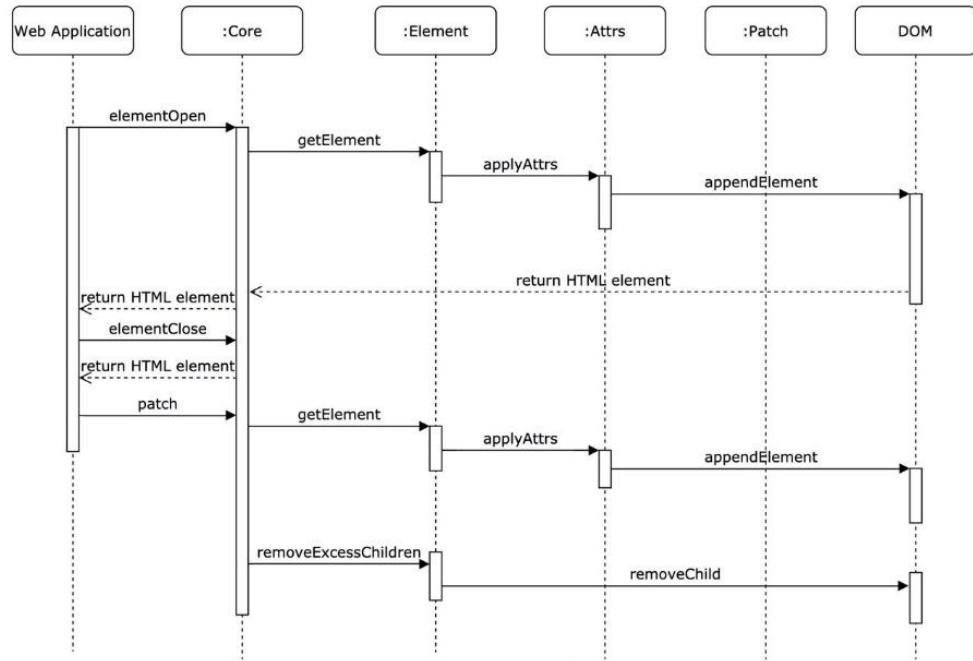 Web Application
:Core
:Element
:Attrs
:Patch
DOM
elementOpen
getElement
applyAttrs
appendElement
return HTML element
return HTML element
elementClose
return HTML element
patch
getElement
applyAttrs
appendElement
removeExcessChildren
removeChild